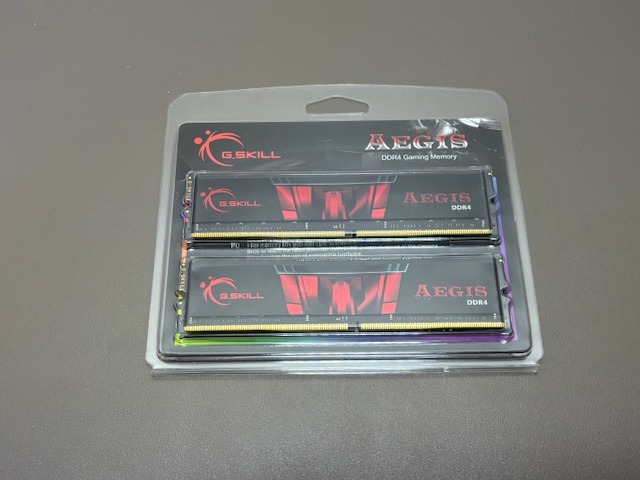 G.SKILL
AEGIS
DDR4 Gaming Memory
G.SKILL
AEGIS
DDR4
G.SKILL
AEGIS
DDR4